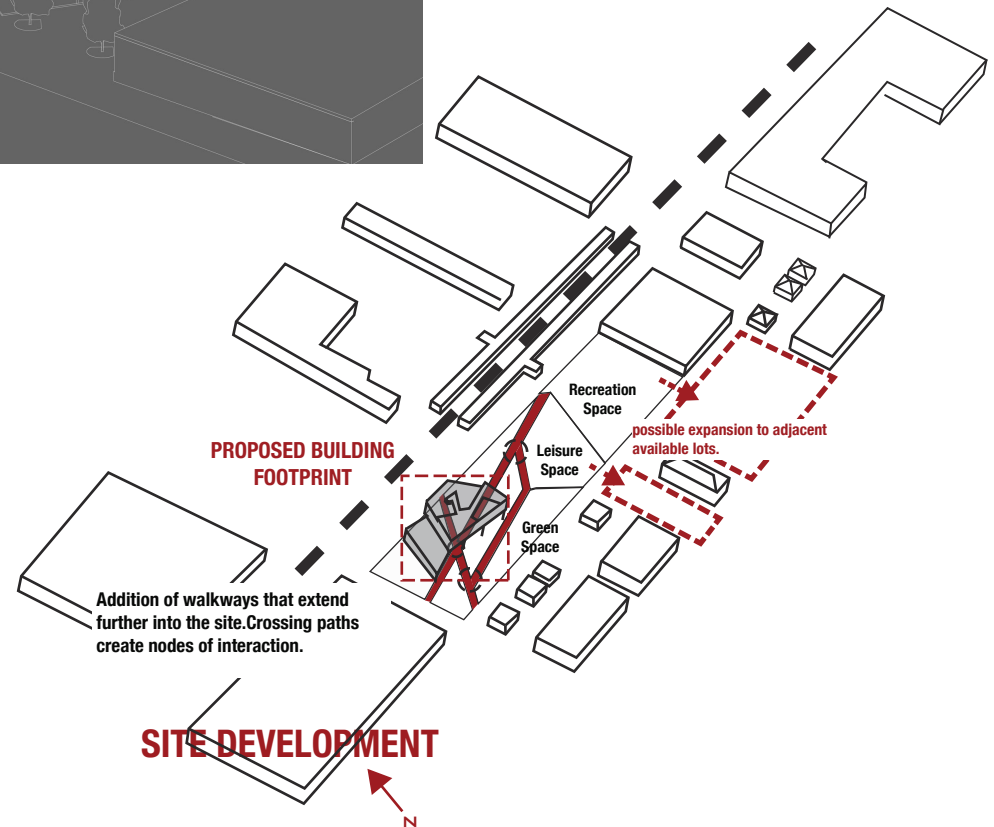 Recreation
Space
possible expansion to adjacent
available lots.
PROPOSED BUILDING
FOOTPRINT
Leisure
Space
Green
Space
Addition of walkways that extend
further into the site.Crossing paths
create nodes of interaction.
SITE DEVELOPMENT
N